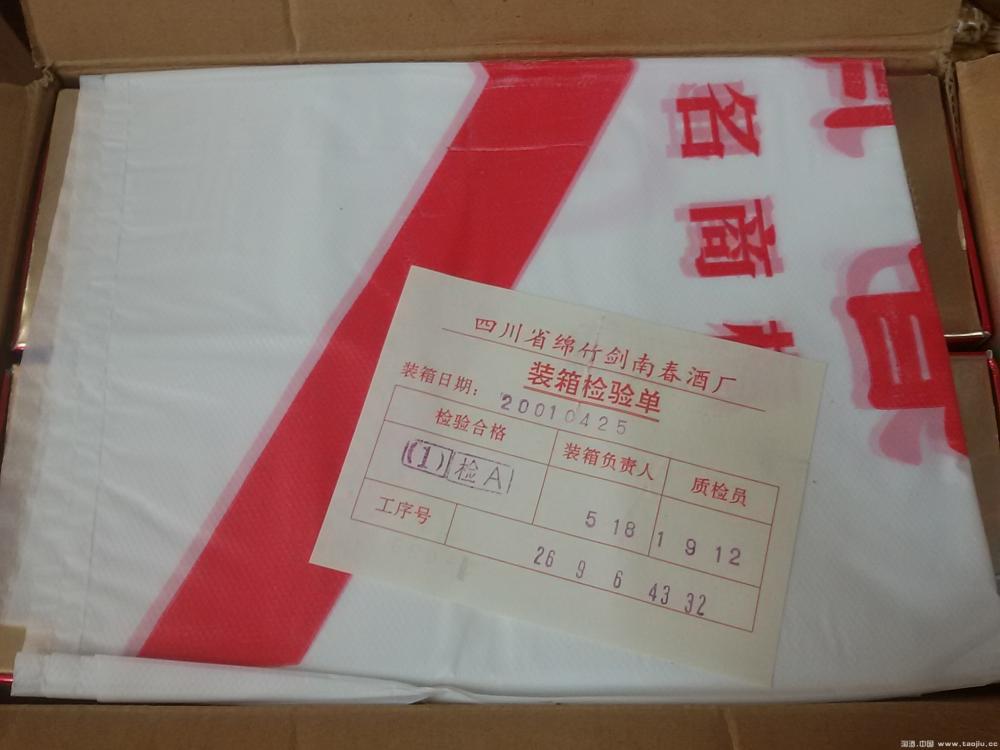 名商
四川省绵竹剑南春酒厂
装箱检验单
装箱日期： 20010425
检验合格 装箱负责人 质检员
(1) 检A 5 18 1 9 12
工序号 26 9 6 43 32
淘酒.中国 www.taojiu.cc